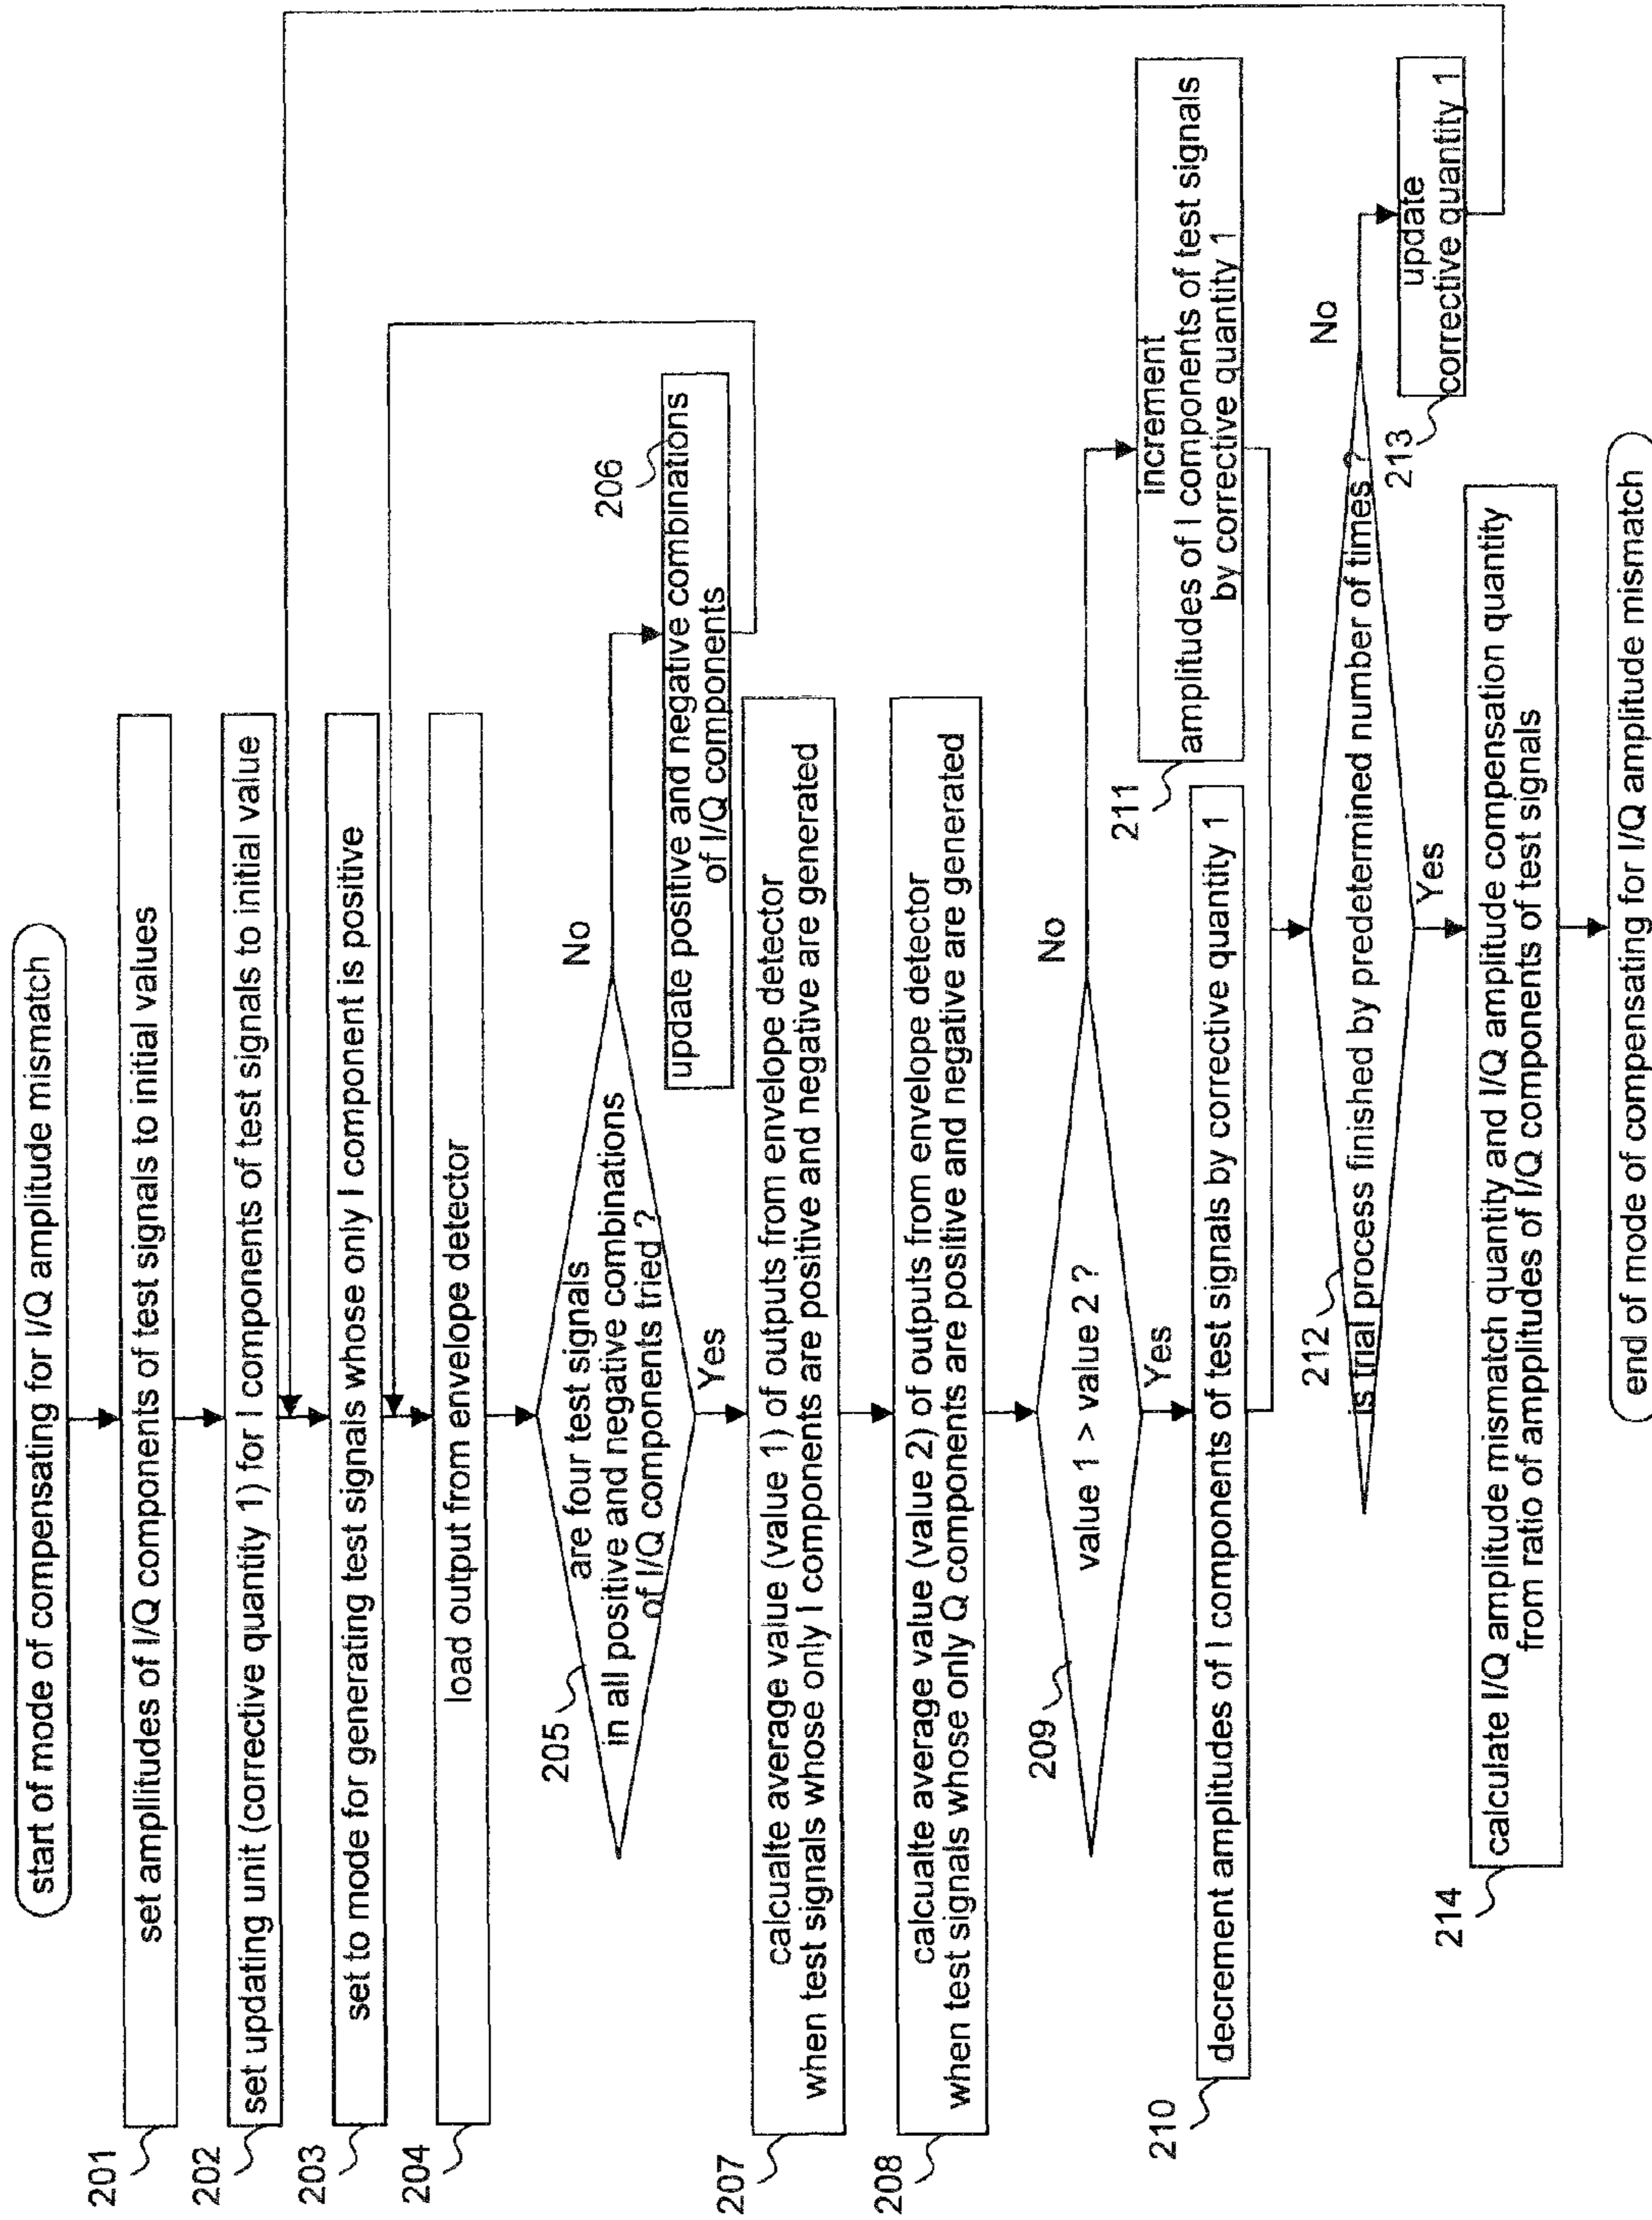 start of mode of compensating for I/Q amplitude mismatch
201
set ampllitudes of I/Q components of test signals to initial values
202
set updating unit (corrective quantity 1) for I components of test signals to initial value
203
set to mode for generating test signals whose only I component is positive
204
load output from envelope detector
205
are four test signals
in all positive and negative combinations
of I/Q components tried ?
No
Yes
206
update positive and negative combinations
of I/Q components
207
calcualte average value (value 1) of outputs from envelope detector
when test signals whose only I components are positive and negative are generated
208
calcualte average value (value 2) of outputs from envelope detector
when test signals whose only Q components are positive and negative are generated
209
value 1 > value 2 ?
No
Yes
210
decrement amplitudes of I components of test signals by corrective quantity 1
211
increment
amplitudes of I components of test signals
by corrective quantity 1
212
is trial process finished by predetermined number of times ?
No
Yes
213
update
corrective quantity 1
214
calculate I/Q amplitude mismatch quantity and I/Q amplitude compensation quantity
from ratio of ampplitudes of I/Q components of test signals
end of mode of compensating for I/Q amplitude mismatch